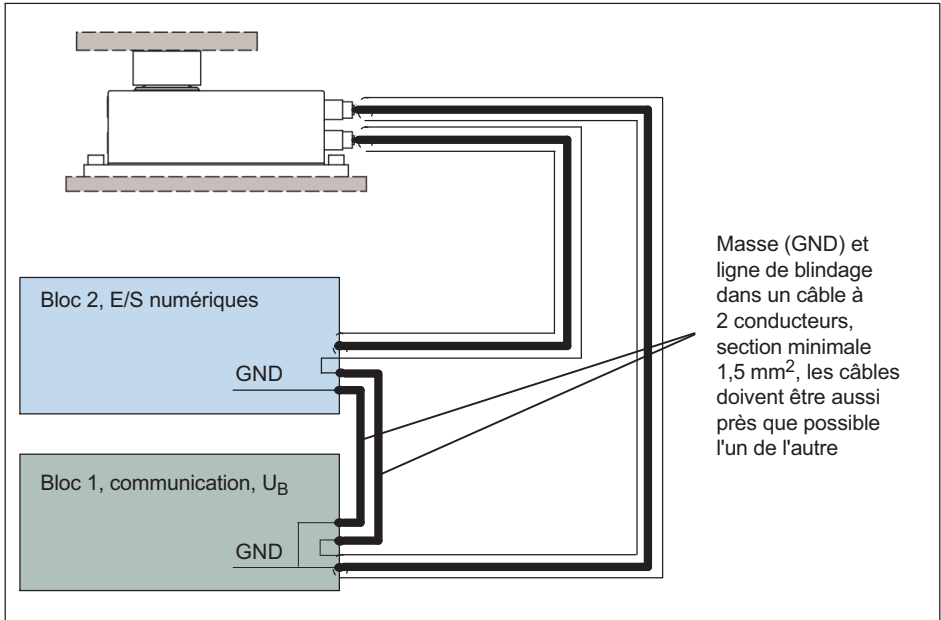 Bloc 2, E/S numériques
GND
Bloc 1, communication, UB
GND
Masse (GND) et
ligne de blindage
dans un câble à
2 conducteurs,
section minimale
1,5 mm2, les câbles
doivent être aussi
près que possible
l'un de l'autre